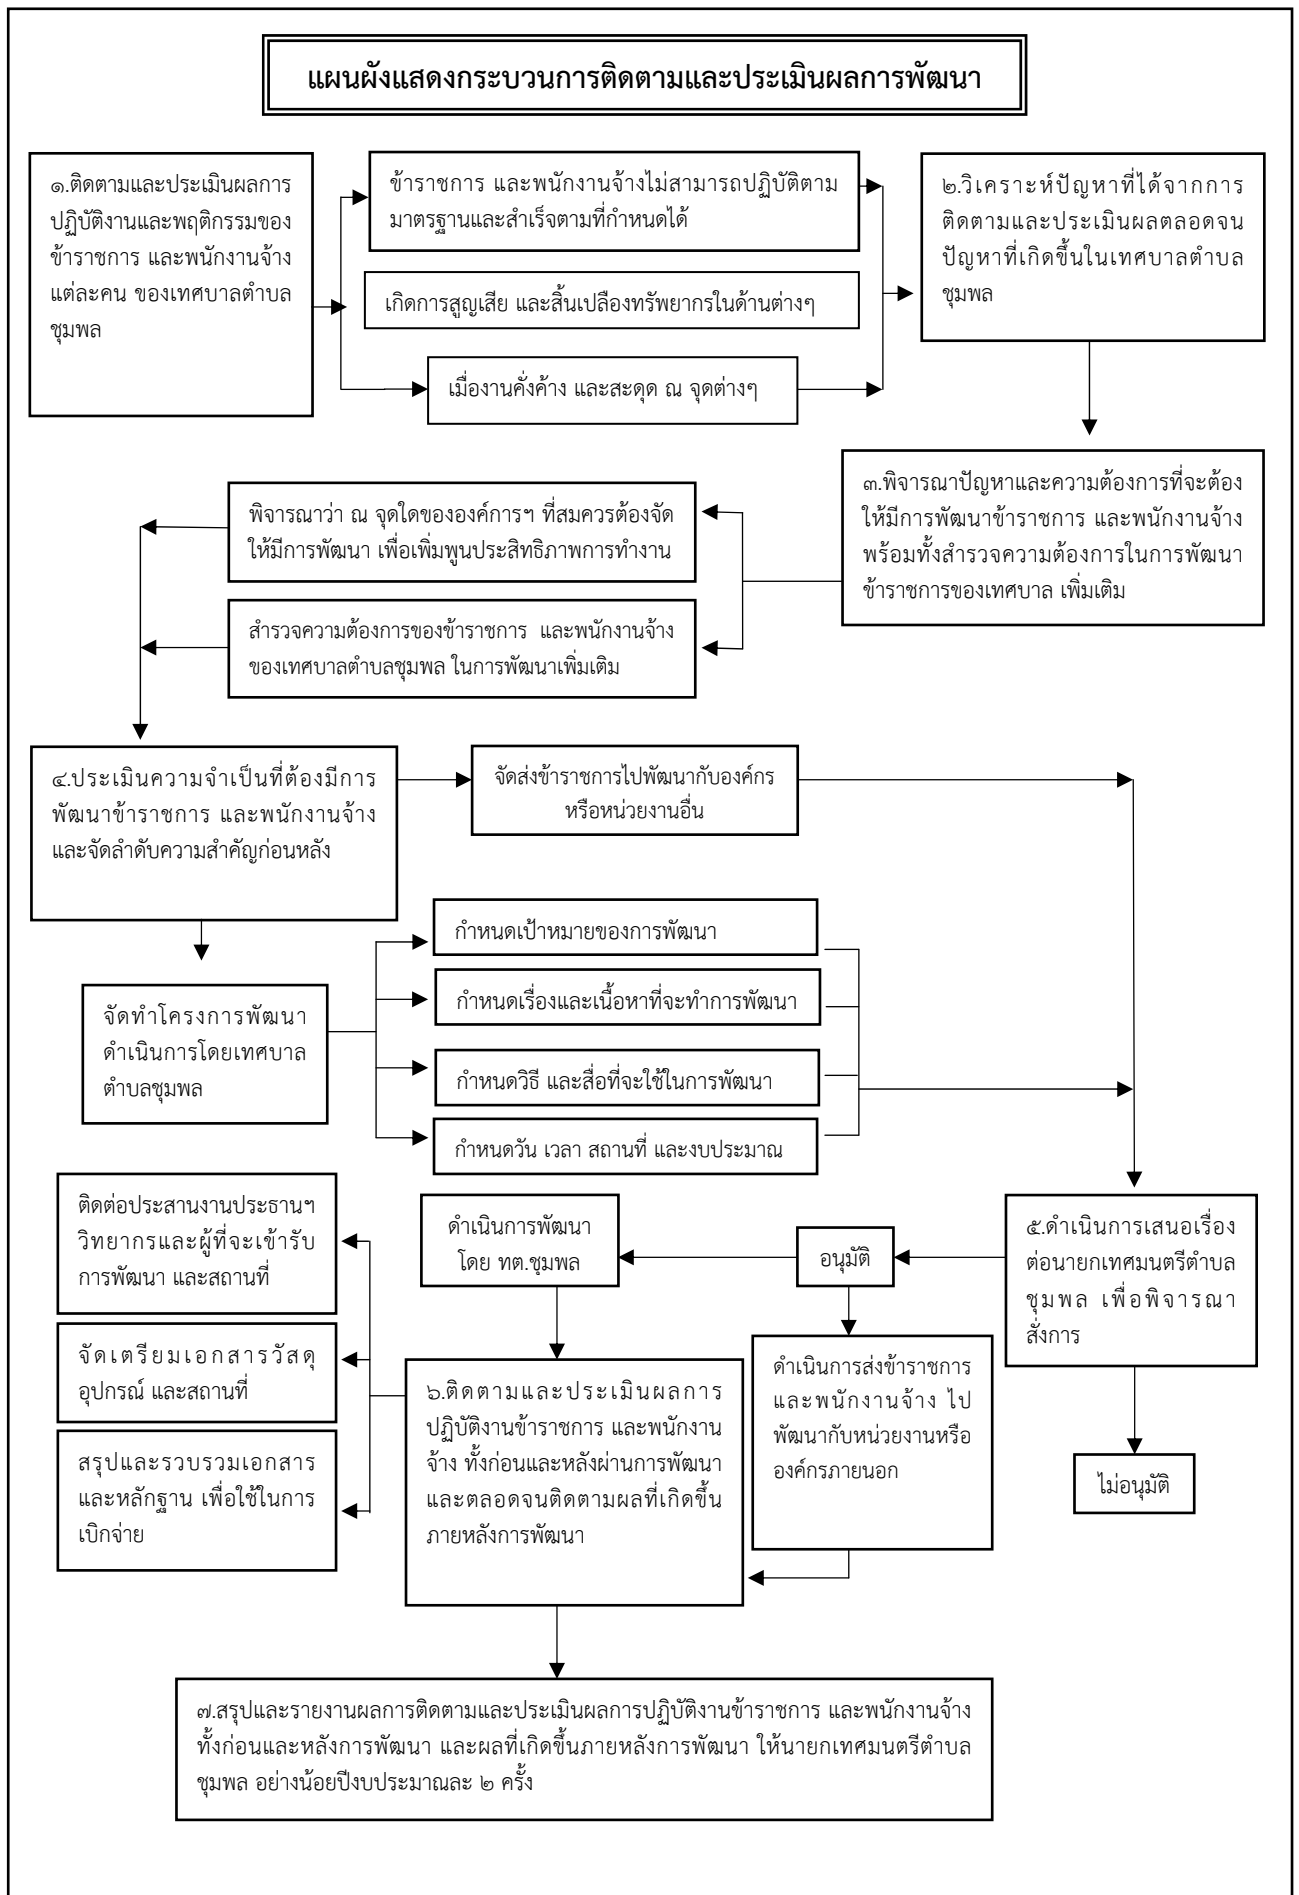 แผนผังแสดงกระบวนการติดตามและประเมินผลการพัฒนา
๑.ติดตามและประเมินผลการ
ปฏิบัติงานและพฤติกรรมของ
ข้าราชการ และพนักงานจ้าง
แต่ละคน ของเทศบาลตำบล
ชุมพล
ข้าราชการ และพนักงานจ้างไม่สามารถปฏิบัติตาม
มาตรฐานและสำเร็จตามที่กำหนดได้
เกิดการสูญเสีย และสิ้นเปลืองทรัพยากรในด้านต่างๆ
เมื่องานคั่งค้าง และสะดุด ณ จุดต่างๆ
๒.วิเคราะห์ปัญหาที่ได้จากการ
ติดตามและประเมินผลตลอดจน
ปัญหาที่เกิดขึ้นในเทศบาลตำบล
ชุมพล
๓.พิจารณาปัญหาและความต้องการที่จะต้อง
ให้มีการพัฒนาข้าราชการ และพนักงานจ้าง
พร้อมทั้งสำรวจความต้องการในการพัฒนา
ข้าราชการของเทศบาล เพิ่มเติม
พิจารณาว่า ณ จุดใดขององค์การฯ ที่สมควรต้องจัด
ให้มีการพัฒนา เพื่อเพิ่มพูนประสิทธิภาพการทำงาน
สำรวจความต้องการของข้าราชการ และพนักงานจ้าง
ของเทศบาลตำบลชุมพล ในการพัฒนาเพิ่มเติม
๔.ประเมินความจำเป็นที่ต้องมีการ
พัฒนาข้าราชการ และพนักงานจ้าง
และจัดลำดับความสำคัญก่อนหลัง
จัดส่งข้าราชการไปพัฒนากับองค์กร
หรือหน่วยงานอื่น
จัดทำโครงการพัฒนา
ดำเนินการโดยเทศบาล
ตำบลชุมพล
กำหนดเป้าหมายของการพัฒนา
กำหนดเรื่องและเนื้อหาที่จะทำการพัฒนา
กำหนดวิธี และสื่อที่จะใช้ในการพัฒนา
กำหนดวัน เวลา สถานที่ และงบประมาณ
๕.ดำเนินการเสนอเรื่อง
ต่อนายกเทศมนตรีตำบล
ชุมพล เพื่อพิจารณา
สั่งการ
อนุมัติ
ไม่อนุมัติ
ดำเนินการพัฒนา
โดย ทต.ชุมพล
ดำเนินการส่งข้าราชการ
และพนักงานจ้าง ไป
พัฒนากับหน่วยงานหรือ
องค์กรภายนอก
๖.ติดตามและประเมินผลการ
ปฏิบัติงานข้าราชการ และพนักงาน
จ้าง ทั้งก่อนและหลังผ่านการพัฒนา
และตลอดจนติดตามผลที่เกิดขึ้น
ภายหลังการพัฒนา
ติดต่อประสานงานประธานฯ
วิทยากรและผู้ที่จะเข้ารับ
การพัฒนา และสถานที่
จัดเตรียมเอกสารวัสดุ
อุปกรณ์ และสถานที่
สรุปและรวบรวมเอกสาร
และหลักฐาน เพื่อใช้ในการ
เบิกจ่าย
๗.สรุปและรายงานผลการติดตามและประเมินผลการปฏิบัติงานข้าราชการ และพนักงานจ้าง
ทั้งก่อนและหลังการพัฒนา และผลที่เกิดขึ้นภายหลังการพัฒนา ให้นายกเทศมนตรีตำบล
ชุมพล อย่างน้อยปีงบประมาณละ ๒ ครั้ง